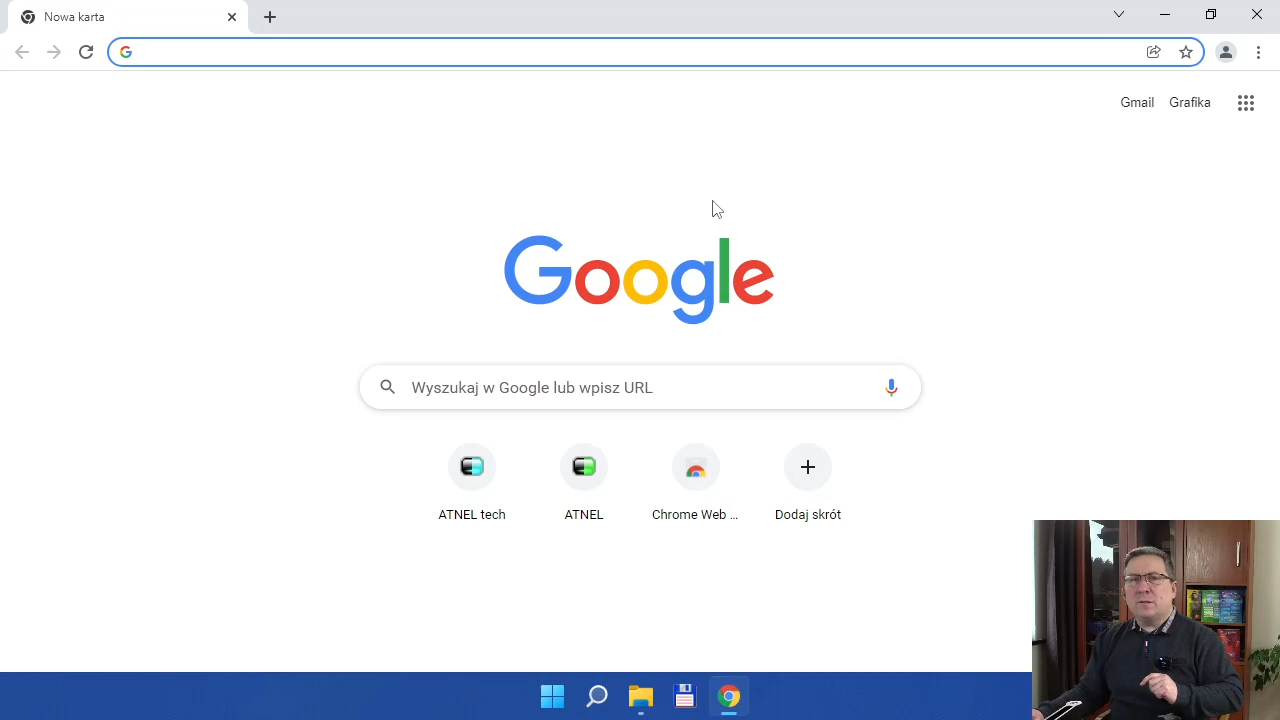 Nowa karta
Gmail Grafika
Google
Wyszukaj w Google lub wpisz URL
ATNEL tech ATNEL Chrome Web ... Dodaj skrót